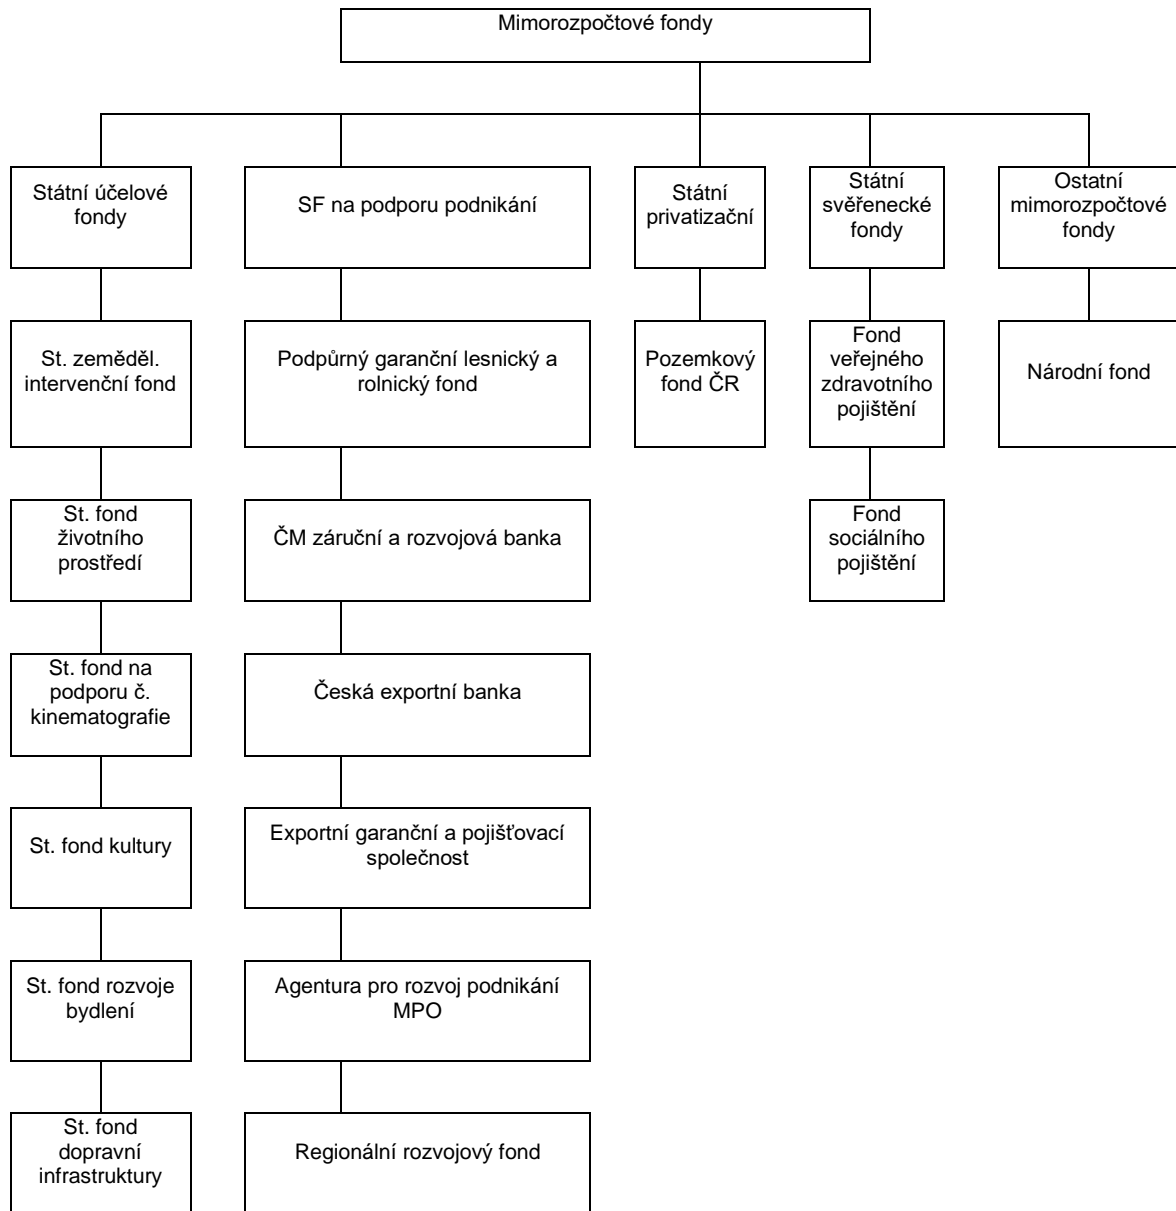 Mimorozpočtové fondy
Státní účelové
fondy
SF na podporu podnikání
Státní
privatizační
Státní
svěřenecké
fondy
Ostatní
mimorozpočtové
fondy
St. zeměděl.
intervenční fond
Podpůrný garanční lesnický a
rolnický fond
Pozemkový
fond ČR
Fond
veřejného
zdravotního
pojištění
Národní fond
St. fond
životního
prostředí
ČM záruční a rozvojová banka
Fond
sociálního
pojištění
St. fond na
podporu č.
kinematografie
Česká exportní banka
St. fond kultury
Exportní garanční a pojišťovací
společnost
St. fond rozvoje
bydlení
Agentura pro rozvoj podnikání
MPO
St. fond
dopravní
infrastruktury
Regionální rozvojový fond